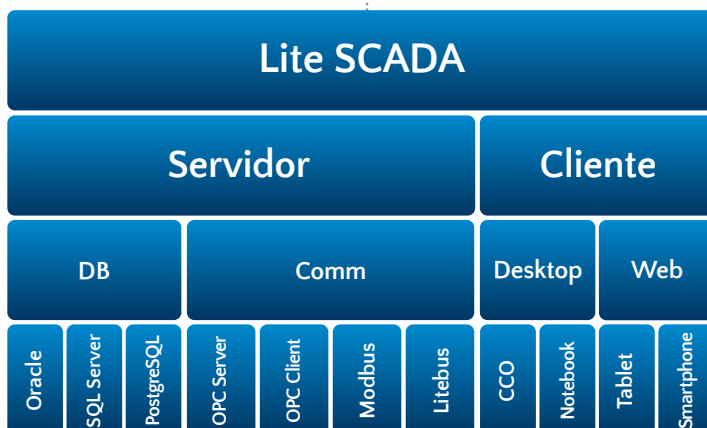 Lite SCADA
Servidor
Cliente
DB
Comm
Desktop
Web
Oracle
SQL Server
PostgreSQL
OPC Server
OPC Client
Modbus
Litebus
CCO
Notebook
Tablet
Smartphone